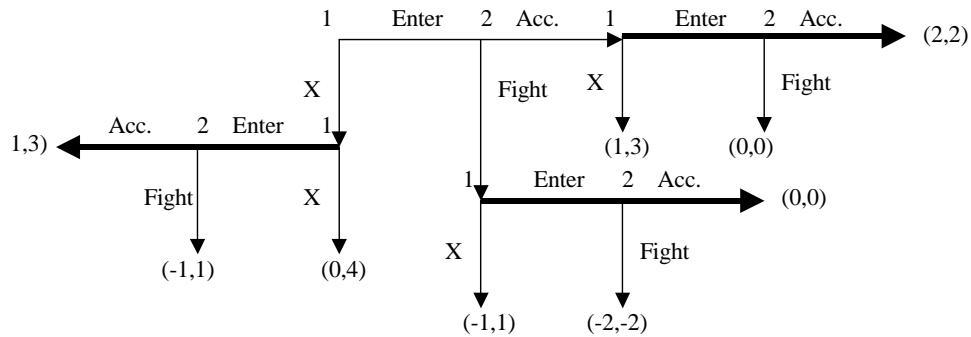 1 Enter 2 Acc. 1 Enter 2 Acc. (2,2)
X Fight X Fight
Acc. 2 Enter 1
1,3) (1,3) (0,0)
1 Enter 2 Acc. (0,0)
Fight X
X Fight
(-1,1) (0,4)
(-1,1) (-2,-2)